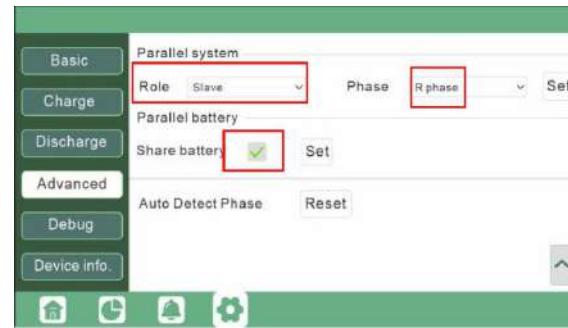 Basic
Charge
Discharge
Advanced
Debug
Device info.
Parallel system
Role Slave Phase R phase Set
Parallel battery
Share battery Set
Auto Detect Phase Reset